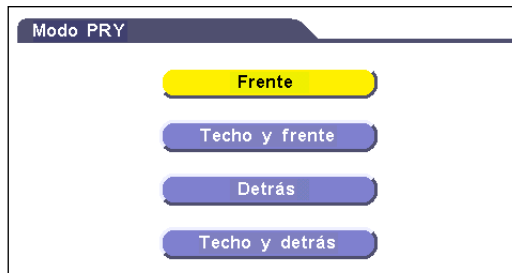 Modo PRY
Frente
Techo y frente
Detrás
Techo y detrás